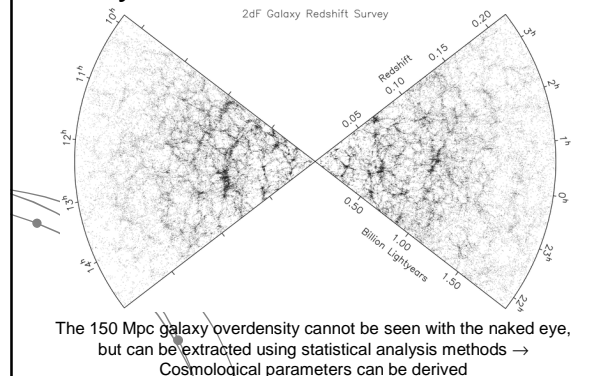 2dF Galaxy Redshift Survey
10h
11h
12h
13h
14h
Redshift
0.05
0.10
0.15
0.20
3h
2h
1h
0h
23h
22h
0.50
1.00
1.50
Billion Lightyears
The 150 Mpc galaxy overdensity cannot be seen with the naked eye,
but can be extracted using statistical analysis methods →
Cosmological parameters can be derived